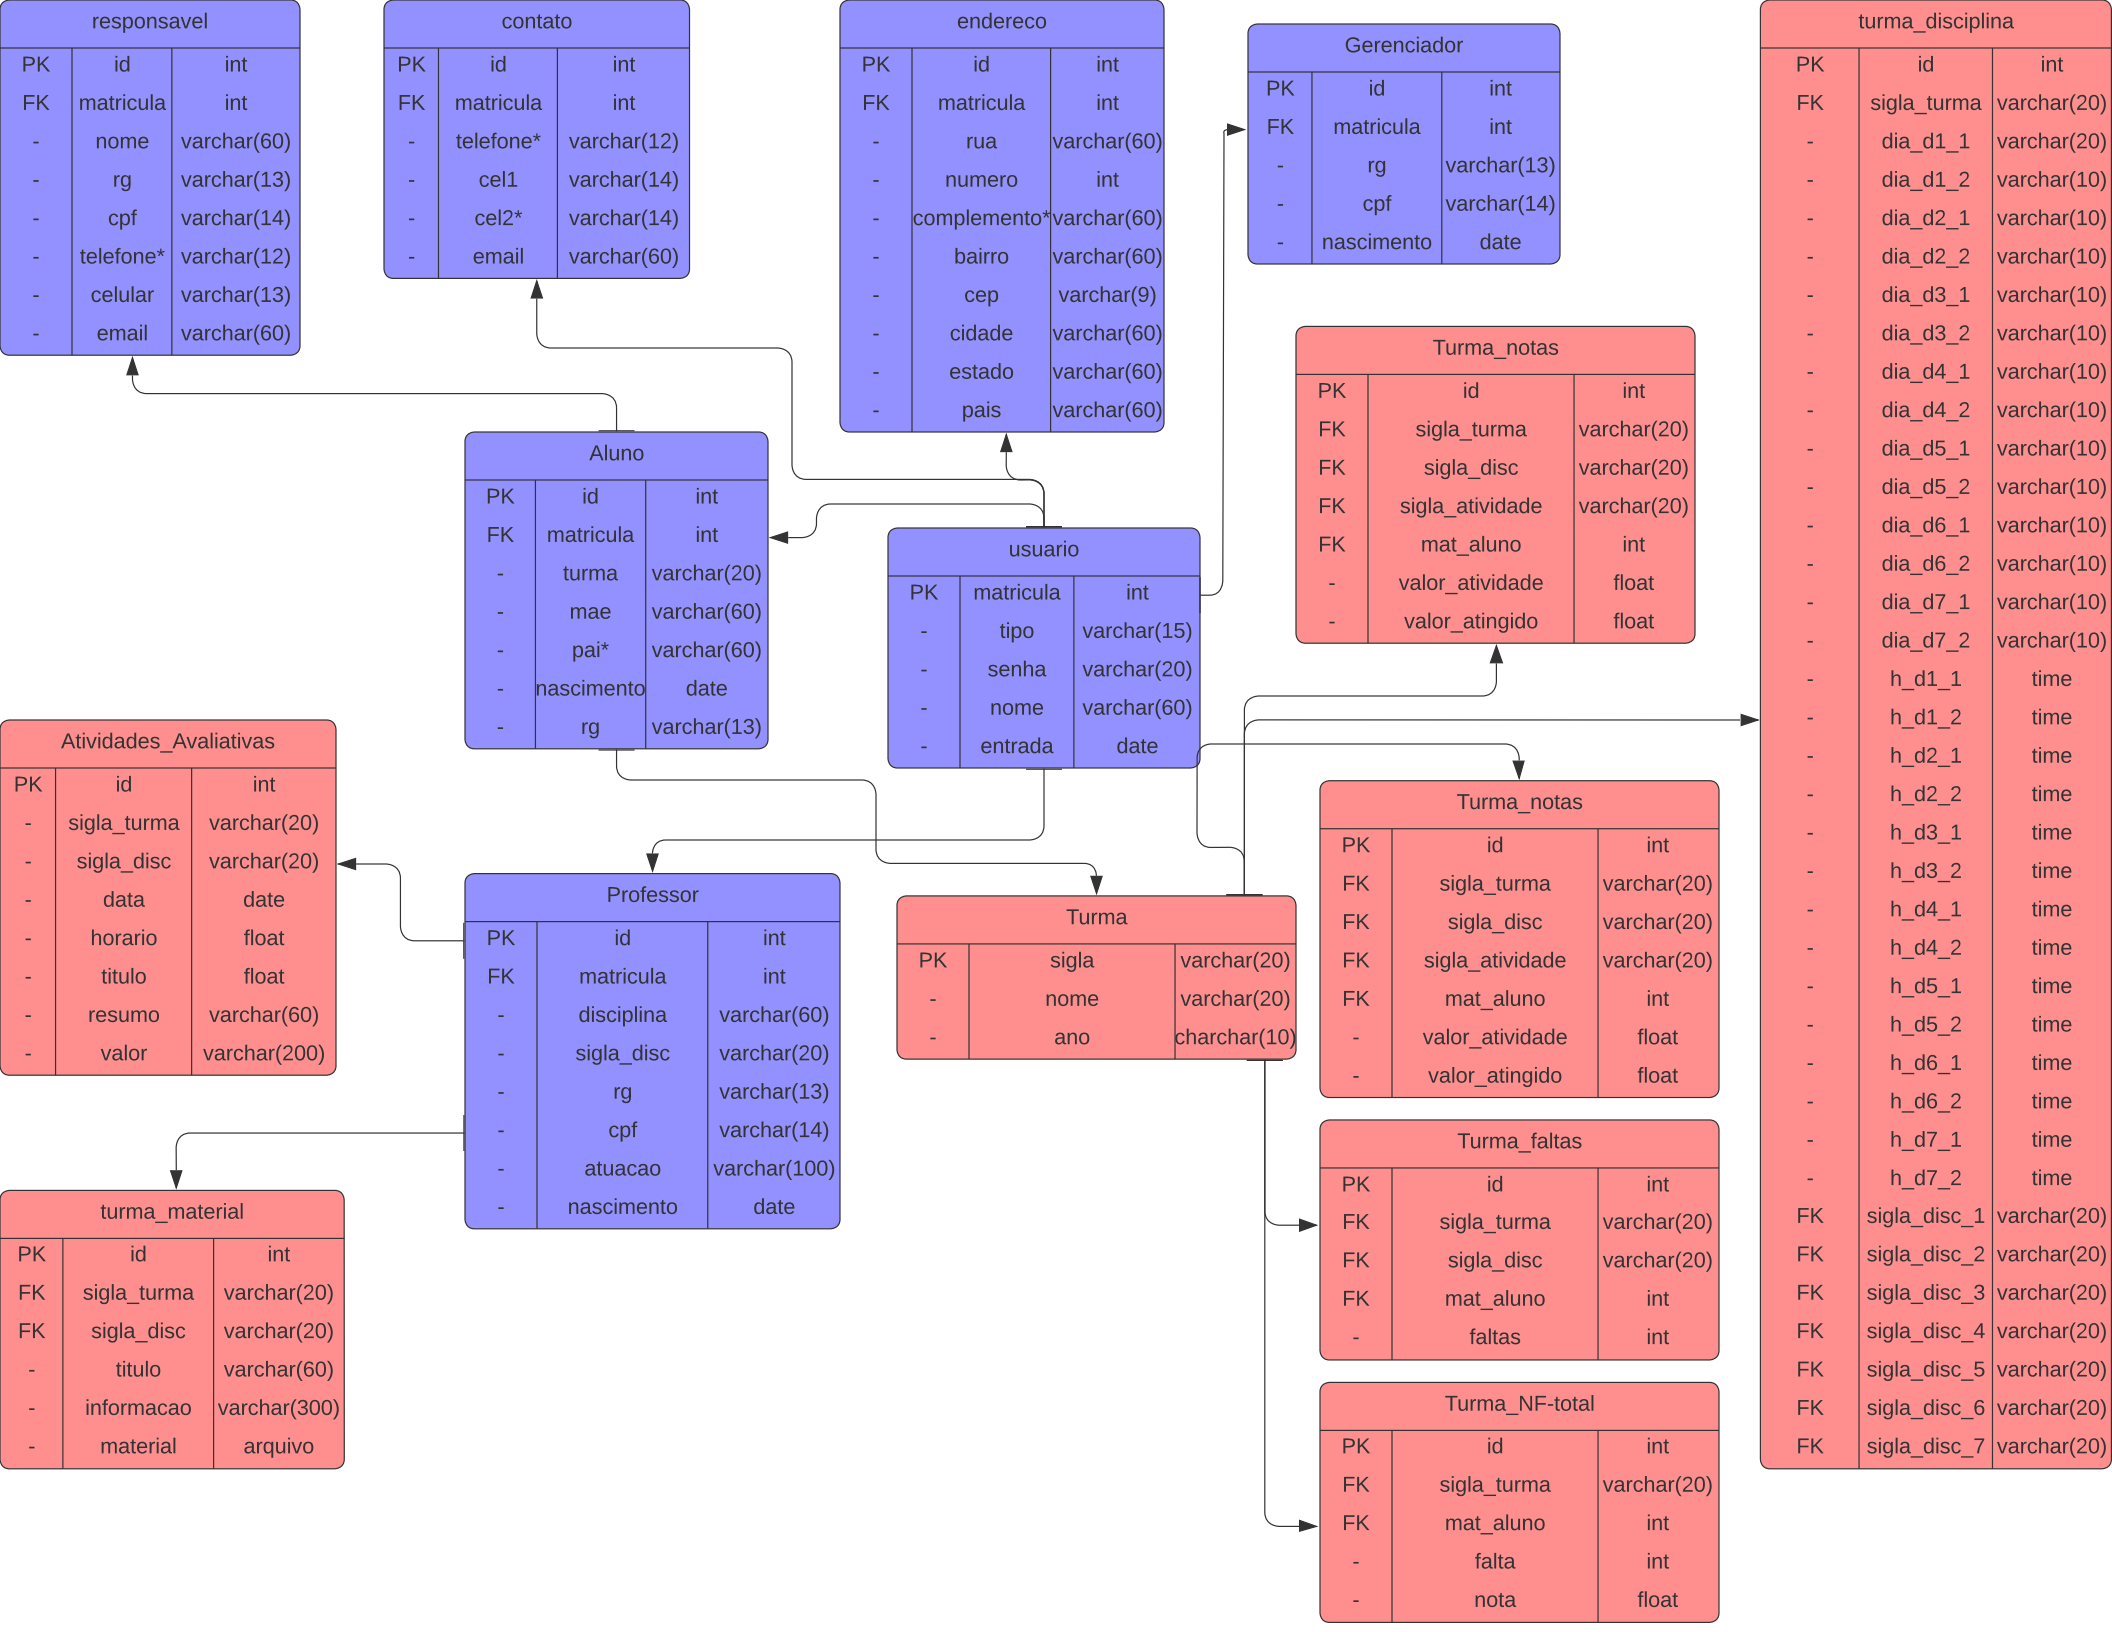 responsavel
PK id int
FK matricula int
- nome varchar(60)
- rg varchar(13)
- cpf varchar(14)
- telefone* varchar(12)
- celular varchar(13)
- email varchar(60)
contato
PK id int
FK matricula int
- telefone* varchar(12)
- cel1 varchar(14)
- cel2* varchar(14)
- email varchar(60)
endereco
PK id int
FK matricula int
- rua varchar(60)
- numero int
- complemento* varchar(60)
- bairro varchar(60)
- cep varchar(9)
- cidade varchar(60)
- estado varchar(60)
- pais varchar(60)
Gerenciador
PK id int
FK matricula int
- rg varchar(13)
- cpf varchar(14)
- nascimento date
turma_disciplina
PK id int
FK sigla_turma varchar(20)
- dia_d1_1 varchar(20)
- dia_d1_2 varchar(10)
- dia_d2_1 varchar(10)
- dia_d2_2 varchar(10)
- dia_d3_1 varchar(10)
- dia_d3_2 varchar(10)
- dia_d4_1 varchar(10)
- dia_d4_2 varchar(10)
- dia_d5_1 varchar(10)
- dia_d5_2 varchar(10)
- dia_d6_1 varchar(10)
- dia_d6_2 varchar(10)
- dia_d7_1 varchar(10)
- dia_d7_2 varchar(10)
- h_d1_1 time
- h_d1_2 time
- h_d2_1 time
- h_d2_2 time
- h_d3_1 time
- h_d3_2 time
- h_d4_1 time
- h_d4_2 time
- h_d5_1 time
- h_d5_2 time
- h_d6_1 time
- h_d6_2 time
- h_d7_1 time
- h_d7_2 time
FK sigla_disc_1 varchar(20)
FK sigla_disc_2 varchar(20)
FK sigla_disc_3 varchar(20)
FK sigla_disc_4 varchar(20)
FK sigla_disc_5 varchar(20)
FK sigla_disc_6 varchar(20)
FK sigla_disc_7 varchar(20)
Turma_notas
PK id int
FK sigla_turma varchar(20)
FK sigla_disc varchar(20)
FK sigla_atividade varchar(20)
FK mat_aluno int
- valor_atividade float
- valor_atingido float
Aluno
PK id int
FK matricula int
- turma varchar(20)
- mae varchar(60)
- pai* varchar(60)
- nascimento date
- rg varchar(13)
usuario
PK matricula int
- tipo varchar(15)
- senha varchar(20)
- nome varchar(60)
- entrada date
Atividades_Avaliativas
PK id int
- sigla_turma varchar(20)
- sigla_disc varchar(20)
- data date
- horario float
- titulo float
- resumo varchar(60)
- valor varchar(200)
Turma_notas
PK id int
FK sigla_turma varchar(20)
FK sigla_disc varchar(20)
FK sigla_atividade varchar(20)
FK mat_aluno int
- valor_atividade float
- valor_atingido float
Professor
PK id int
FK matricula int
- disciplina varchar(60)
- sigla_disc varchar(20)
- rg varchar(13)
- cpf varchar(14)
- atuacao varchar(100)
- nascimento date
Turma
PK sigla varchar(20)
- nome varchar(20)
- ano charchar(10)
Turma_faltas
PK id int
FK sigla_turma varchar(20)
FK sigla_disc varchar(20)
FK mat_aluno int
- faltas int
turma_material
PK id int
FK sigla_turma varchar(20)
FK sigla_disc varchar(20)
- titulo varchar(60)
- informacao varchar(300)
- material arquivo
Turma_NF-total
PK id int
FK sigla_turma varchar(20)
FK mat_aluno int
- falta int
- nota float